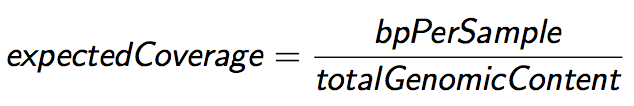 expectedCoverage = bpPerSample / totalGenomicContent